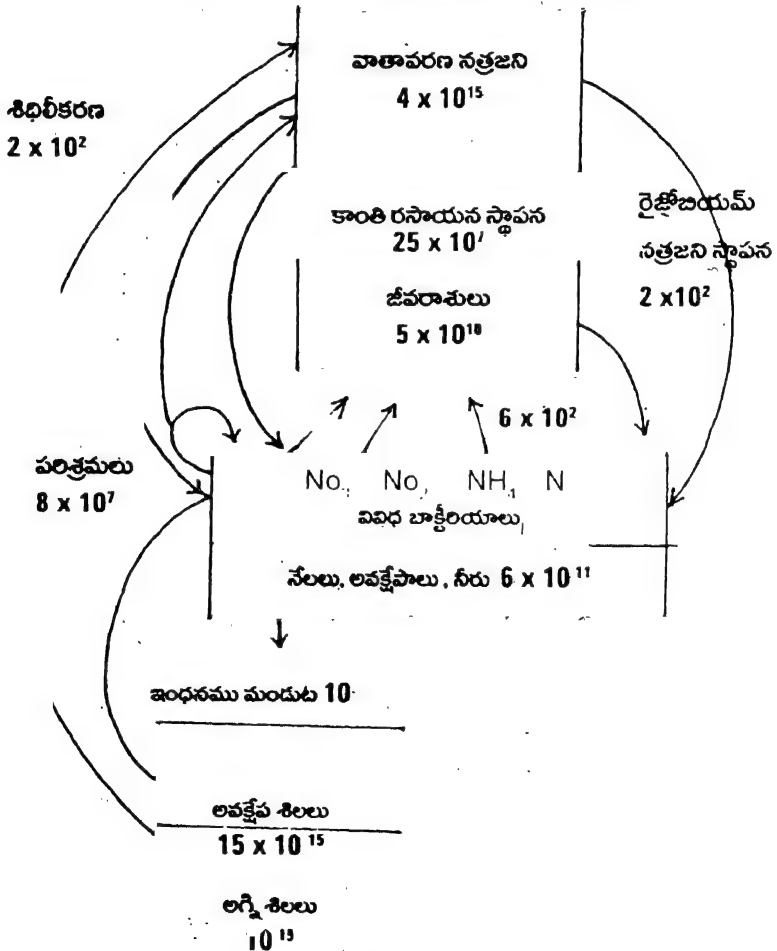 వాతావరణ నత్రజని
4 x 10¹⁵
శిధిలీకరణ
2 x 10²
కాంతి రసాయన స్థాపన
25 x 10⁷
రైజోబియమ్
నత్రజని స్థాపన
2 x10²
జీవరాశులు
5 x 10¹⁰
6 x 10²
పరిశ్రమలు
8 x 10⁷
No₃ No₂ NH₃ N
వివిధ బాక్టీరియాలు
నేలలు, అవక్షేపాలు, నీరు 6 x 10¹¹
ఇంధనము మండుట 10
అవక్షేప శిలలు
15 x 10¹⁵
అగ్ని శిలలు
10¹⁵